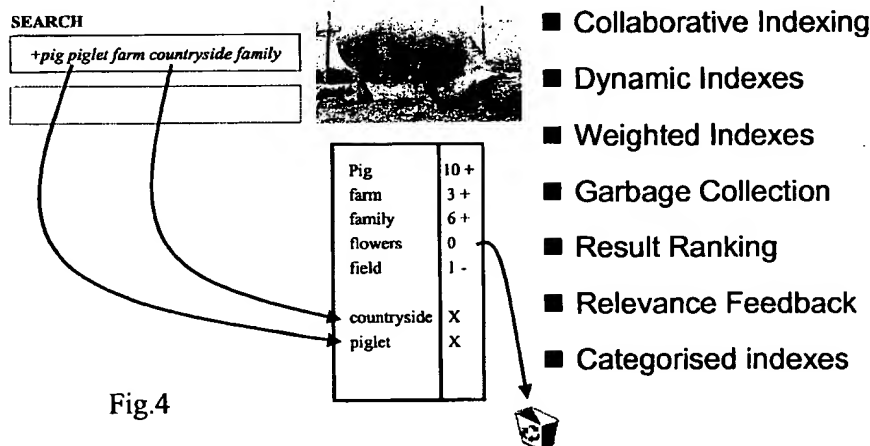 SEARCH
+pig piglet farm countryside family
Pig 10 +
farm 3 +
family 6 +
flowers 0
field 1 -
countryside X
piglet X
■ Collaborative Indexing
■ Dynamic Indexes
■ Weighted Indexes
■ Garbage Collection
■ Result Ranking
■ Relevance Feedback
■ Categorised indexes
Fig.4